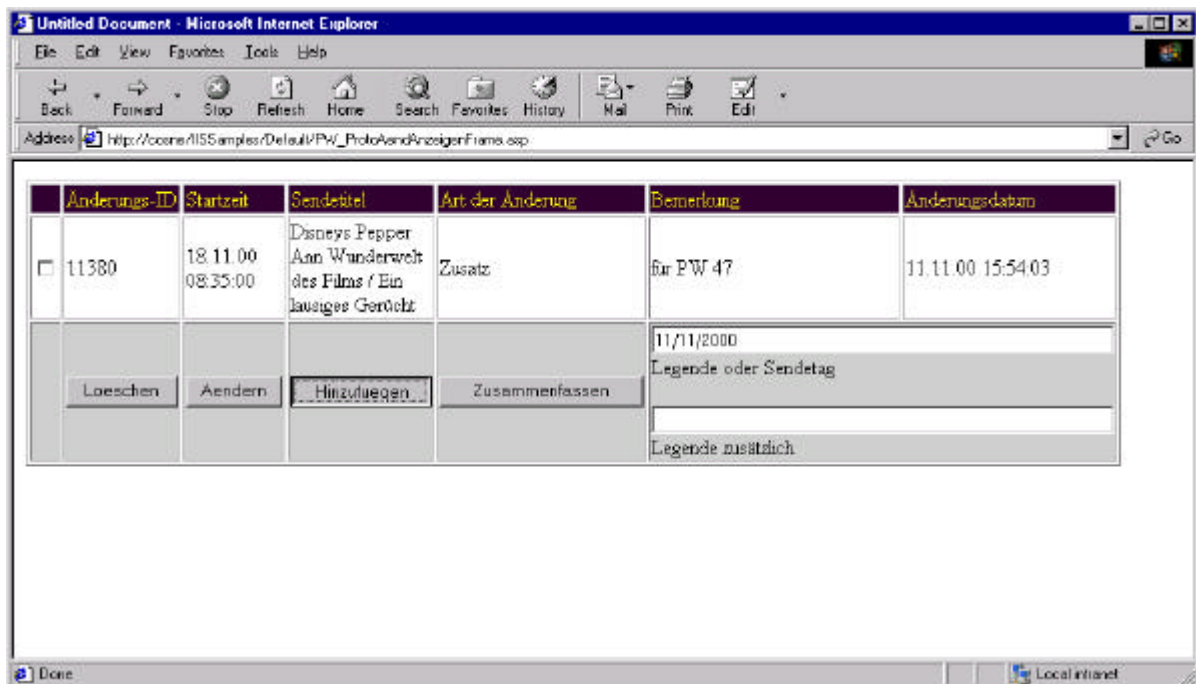 Untitled Document - Microsoft Internet Explorer
File Edit View Favorites Tools Help
Back Forward Stop Refresh Home Search Favorites History Mail Print Edit
Address Go
Änderungs-ID Startzeit Sendetitel Art der Änderung Bemerkung Änderungsdatum
11380
18.11.00
08:35:00
Disneys Pepper
Ann Wunderwelt
des Films / Ein
lausiges Gerücht
Zusatz
für PW 47
11.11.00 15:54:03
Loeschen Aendern Hinzufuegen Zusammenfassen
11/11/2000
Legende oder Sendetag
Legende zusätzlich
Done Local intranet